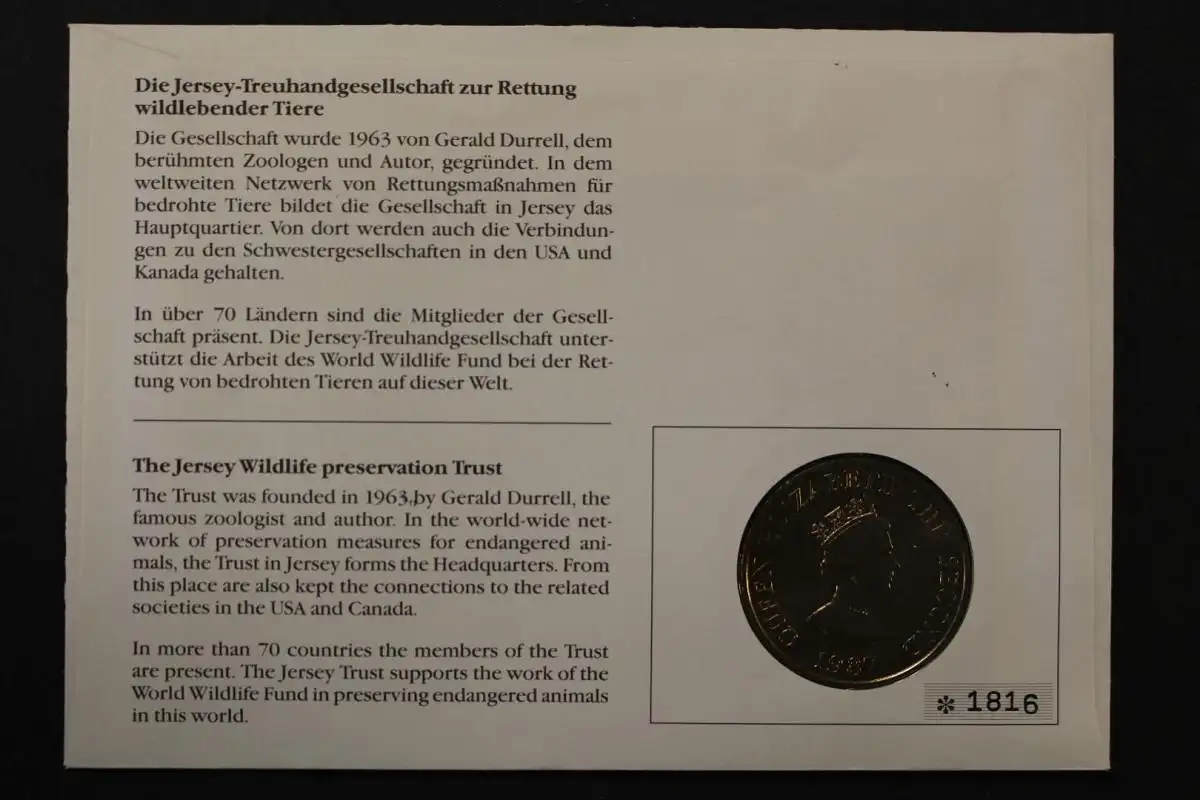 Die Jersey-Treuhandgesellschaft zur Rettung
wildlebender Tiere
Die Gesellschaft wurde 1963 von Gerald Durrell, dem
berühmten Zoologen und Autor, gegründet. In dem
weltweiten Netzwerk von Rettungsmaßnahmen für
bedrohte Tiere bildet die Gesellschaft in Jersey das
Hauptquartier. Von dort werden auch die Verbindun-
gen zu den Schwestergesellschaften in den USA und
Kanada gehalten.
In über 70 Ländern sind die Mitglieder der Gesell-
schaft präsent. Die Jersey-Treuhandgesellschaft unter-
stützt die Arbeit des World Wildlife Fund bei der Ret-
tung von bedrohten Tieren auf dieser Welt.
The Jersey Wildlife preservation Trust
The Trust was founded in 1963, by Gerald Durrell, the
famous zoologist and author. In the world-wide net-
work of preservation measures for endangered ani-
mals, the Trust in Jersey forms the Headquarters. From
this place are also kept the connections to the related
societies in the USA and Canada.
In more than 70 countries the members of the Trust
are present. The Jersey Trust supports the work of the
World Wildlife Fund in preserving endangered animals
in this world.
QUEEN ELIZABETH THE SECOND
1987
* 1816